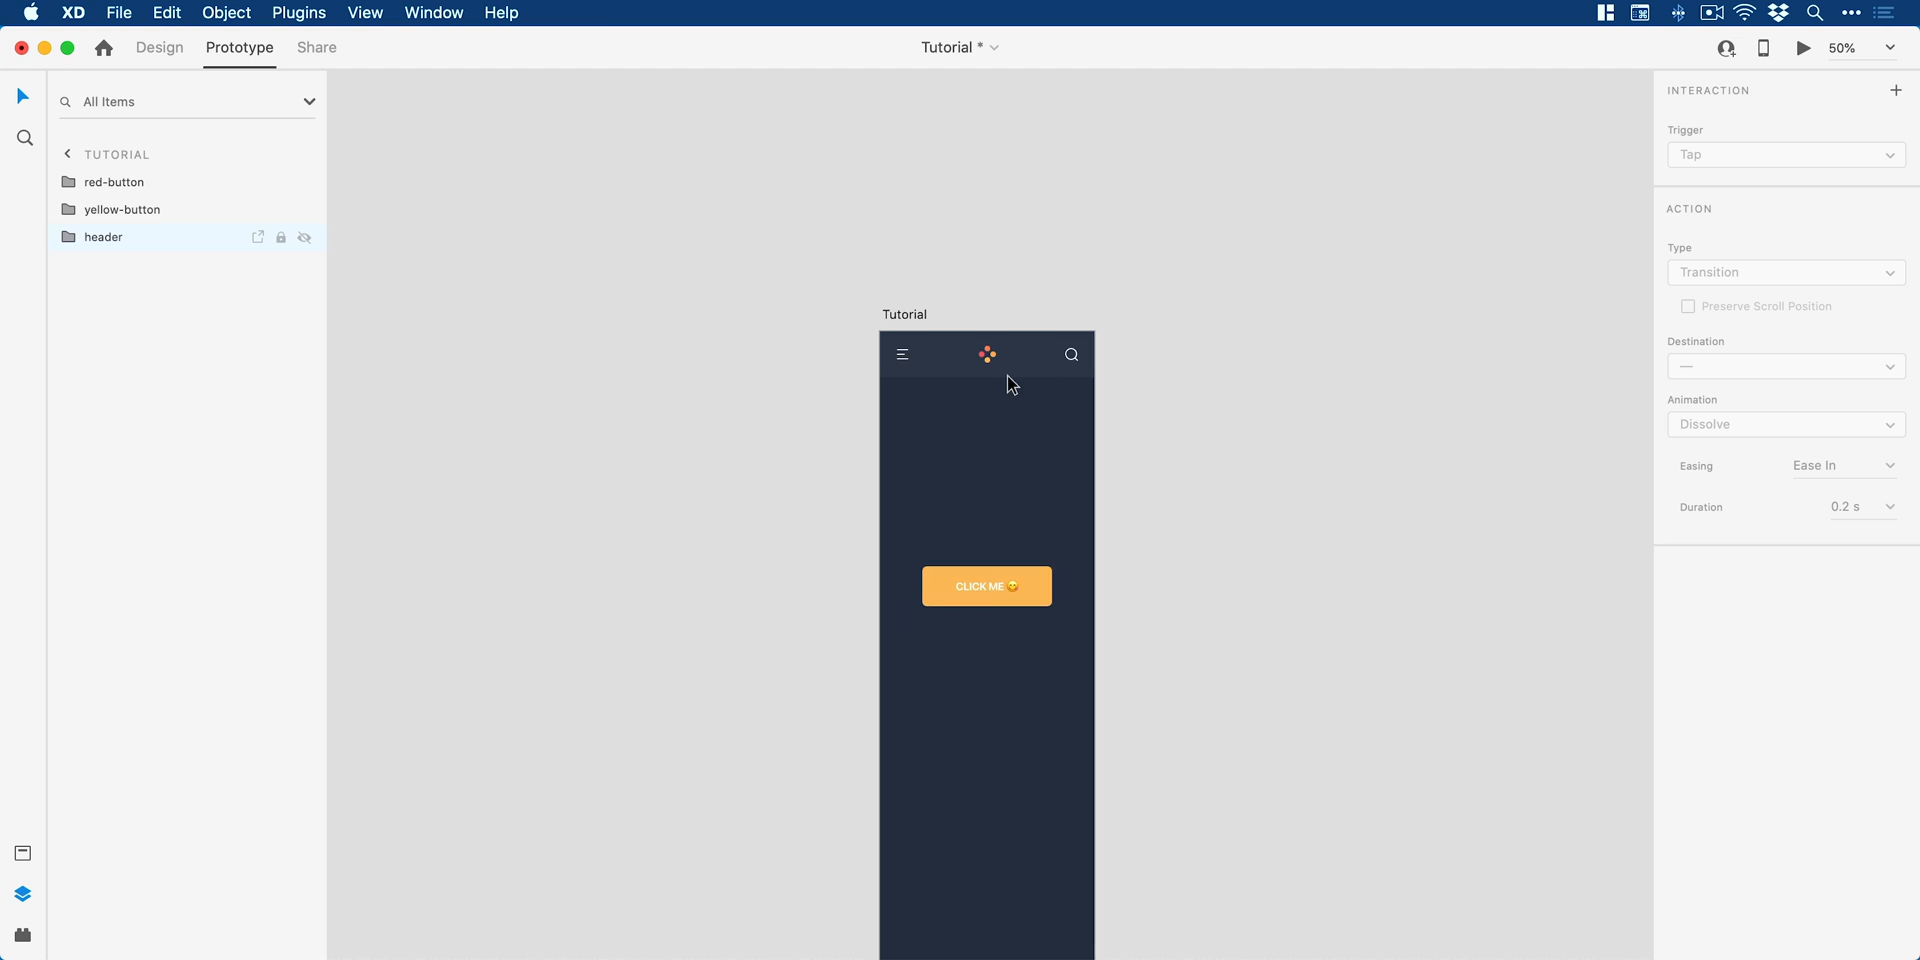 XD File Edit Object Plugins View Window Help
Design Prototype Share
Tutorial *
50%
All Items
TUTORIAL
red-button
yellow-button
header
Tutorial
CLICK ME 😋
INTERACTION
Trigger
Tap
ACTION
Type
Transition
Preserve Scroll Position
Destination
—
Animation
Dissolve
Easing Ease In
Duration 0.2 s